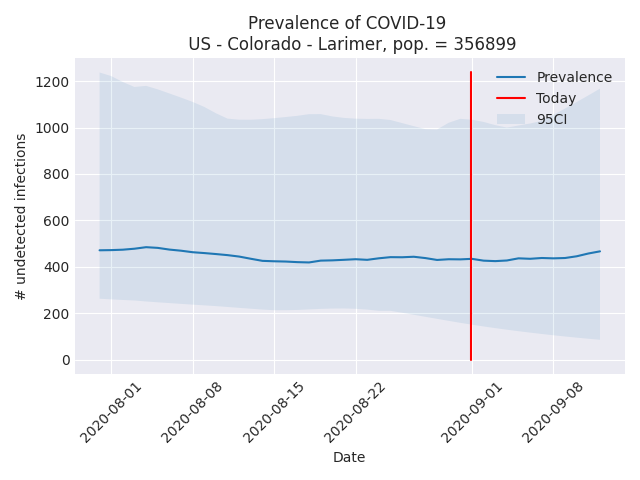 Prevalence of COVID-19
US - Colorado - Larimer, pop. = 356899
# undetected infections
1200
1000
800
600
400
200
0
Prevalence
Today
95CI
2020-08-01
2020-08-08
2020-08-15
2020-08-22
2020-09-01
2020-09-08
Date